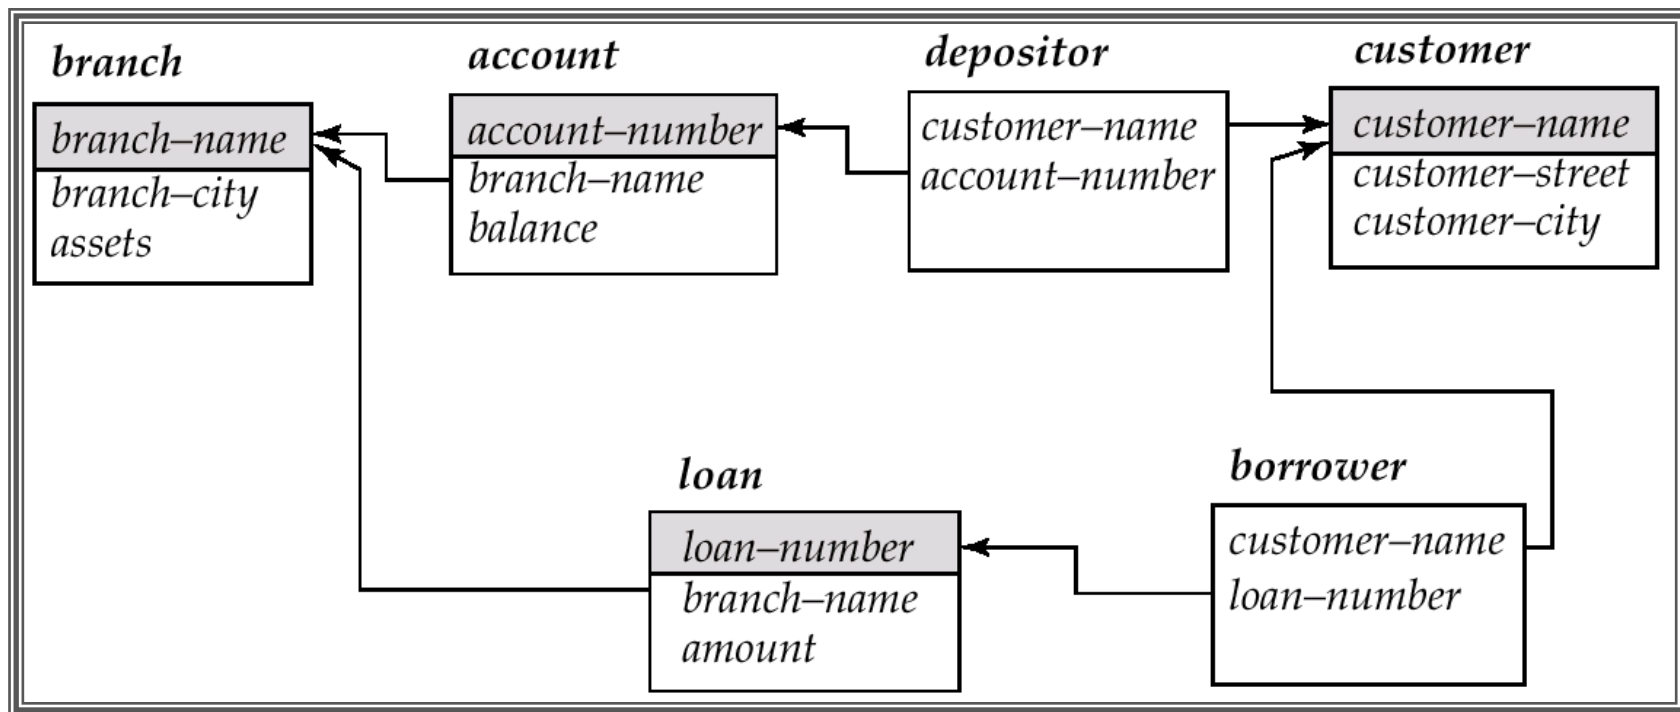 branch
branch–name
branch–city
assets
account
account–number
branch–name
balance
depositor
customer–name
account–number
customer
customer–name
customer–street
customer–city
loan
loan–number
branch–name
amount
borrower
customer–name
loan–number